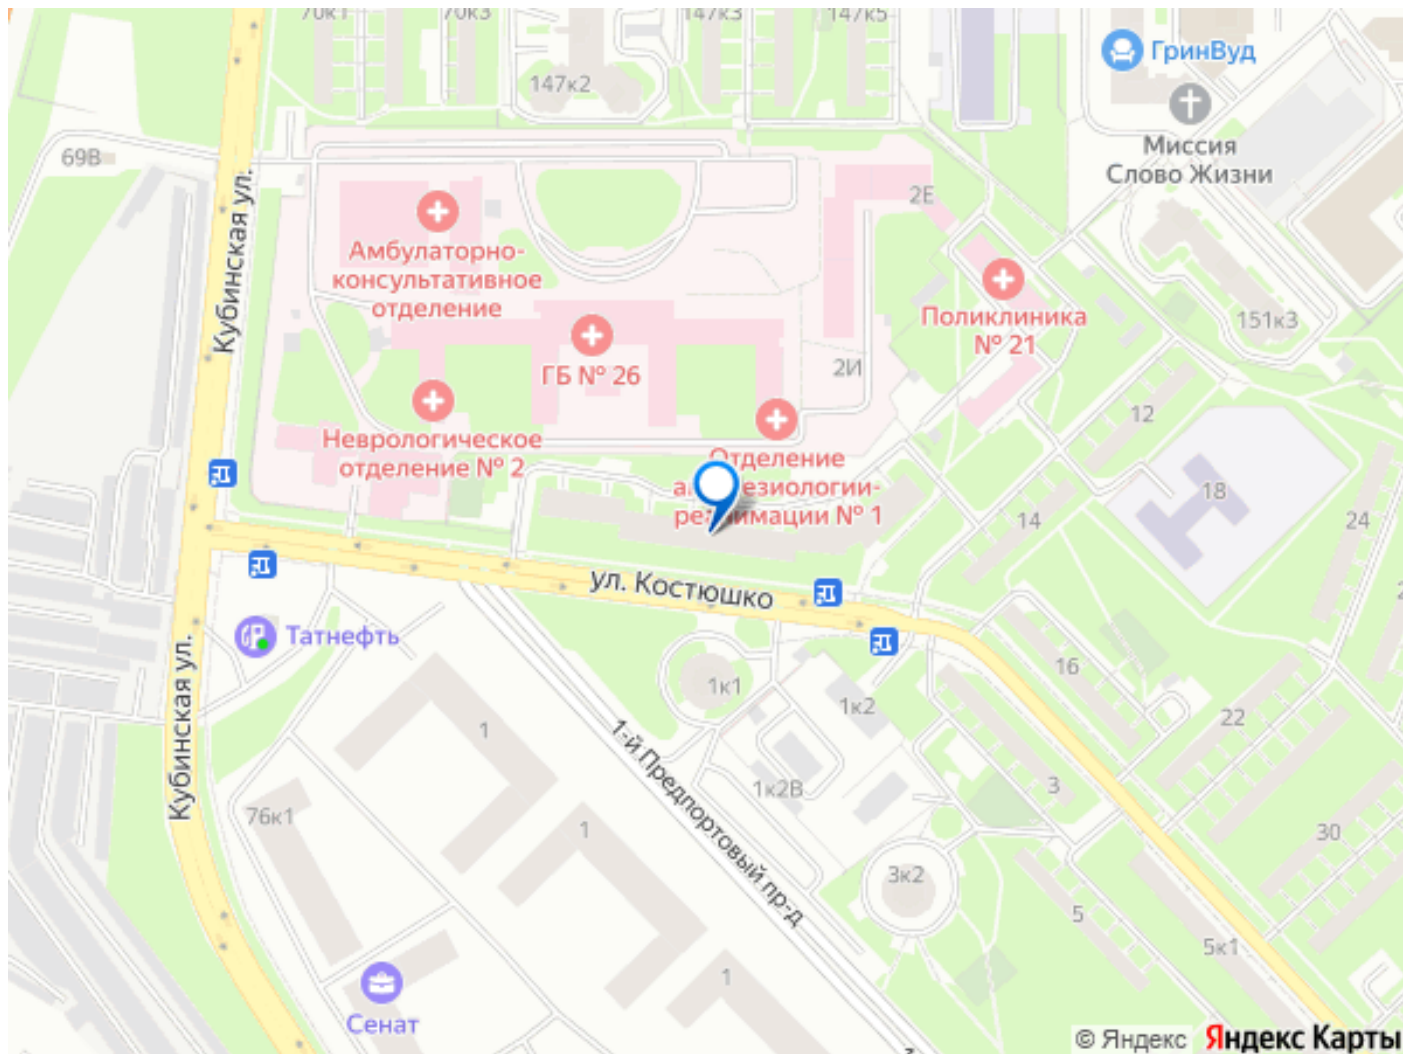 70к1
70к3
147к3
147к5
ГринВуд
147к2
Миссия
Слово Жизни
69В
Кубинская ул.
2Е
Амбулаторно-
консультативное
отделение
Поликлиника
№ 21
151к3
ГБ № 26
2И
12
Неврологическое
отделение № 2
Отделение
реанимации № 1
18
14
24
ул. Костюшко
Татнефть
Кубинская ул.
1к1
1к2
16
22
1
1-й Предпортовый пр-д
1к2В
3
76к1
1
30
3к2
5
5к1
1
Сенат
© Яндекс Яндекс Карты